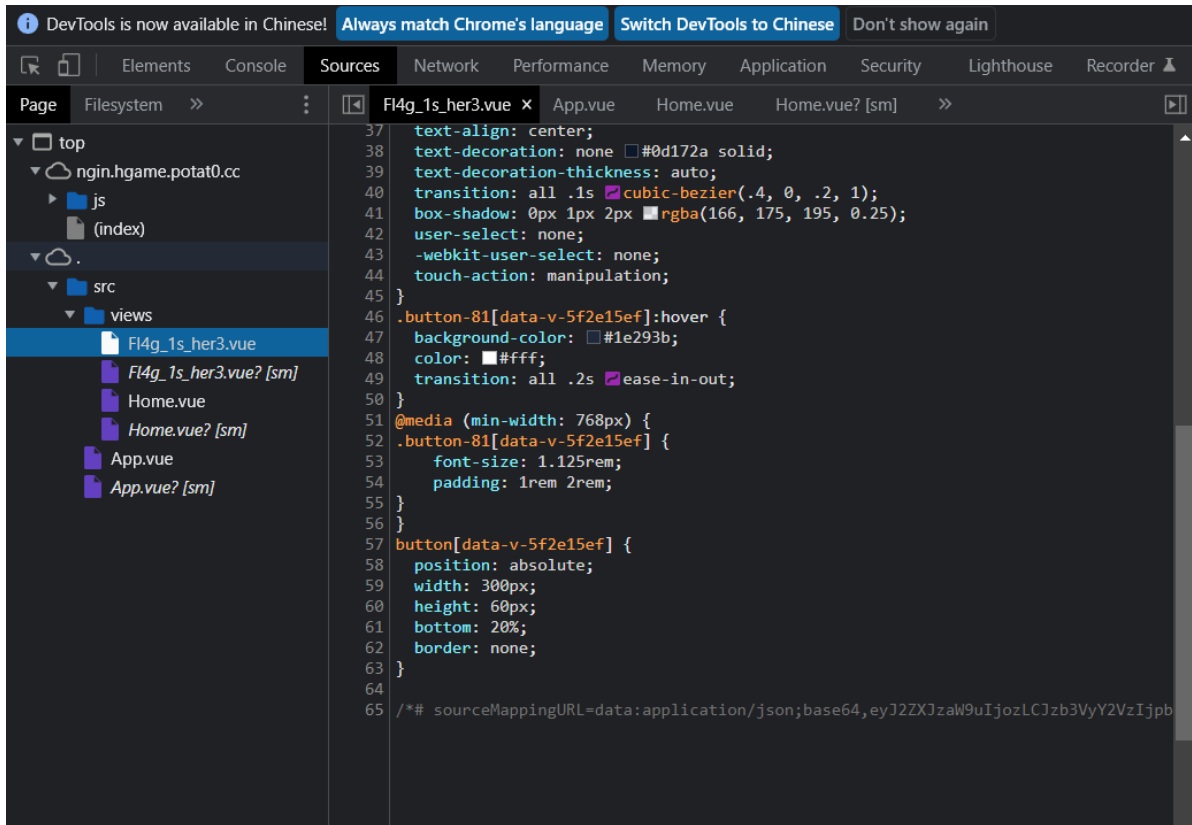 DevTools is now available in Chinese! Always match Chrome's language Switch DevTools to Chinese Don't show again
Elements Console Sources Network Performance Memory Application Security Lighthouse Recorder
Page Filesystem » Fl4g_1s_her3.vue × App.vue Home.vue Home.vue? [sm] »
top
ngin.hgame.potat0.cc
js
(index)
.
src
views
Fl4g_1s_her3.vue
Fl4g_1s_her3.vue? [sm]
Home.vue
Home.vue? [sm]
App.vue
App.vue? [sm]
37 text-align: center;
38 text-decoration: none #0d172a solid;
39 text-decoration-thickness: auto;
40 transition: all .1s cubic-bezier(.4, 0, .2, 1);
41 box-shadow: 0px 1px 2px rgba(166, 175, 195, 0.25);
42 user-select: none;
43 -webkit-user-select: none;
44 touch-action: manipulation;
45 }
46 .button-81[data-v-5f2e15ef]:hover {
47 background-color: #1e293b;
48 color: #fff;
49 transition: all .2s ease-in-out;
50 }
51 @media (min-width: 768px) {
52 .button-81[data-v-5f2e15ef] {
53 font-size: 1.125rem;
54 padding: 1rem 2rem;
55 }
56 }
57 button[data-v-5f2e15ef] {
58 position: absolute;
59 width: 300px;
60 height: 60px;
61 bottom: 20%;
62 border: none;
63 }
64
65 /*# sourceMappingURL=data:application/json;base64,eyJ2ZXJzaW9uIjozLCJzb3VyY2VzIjpb